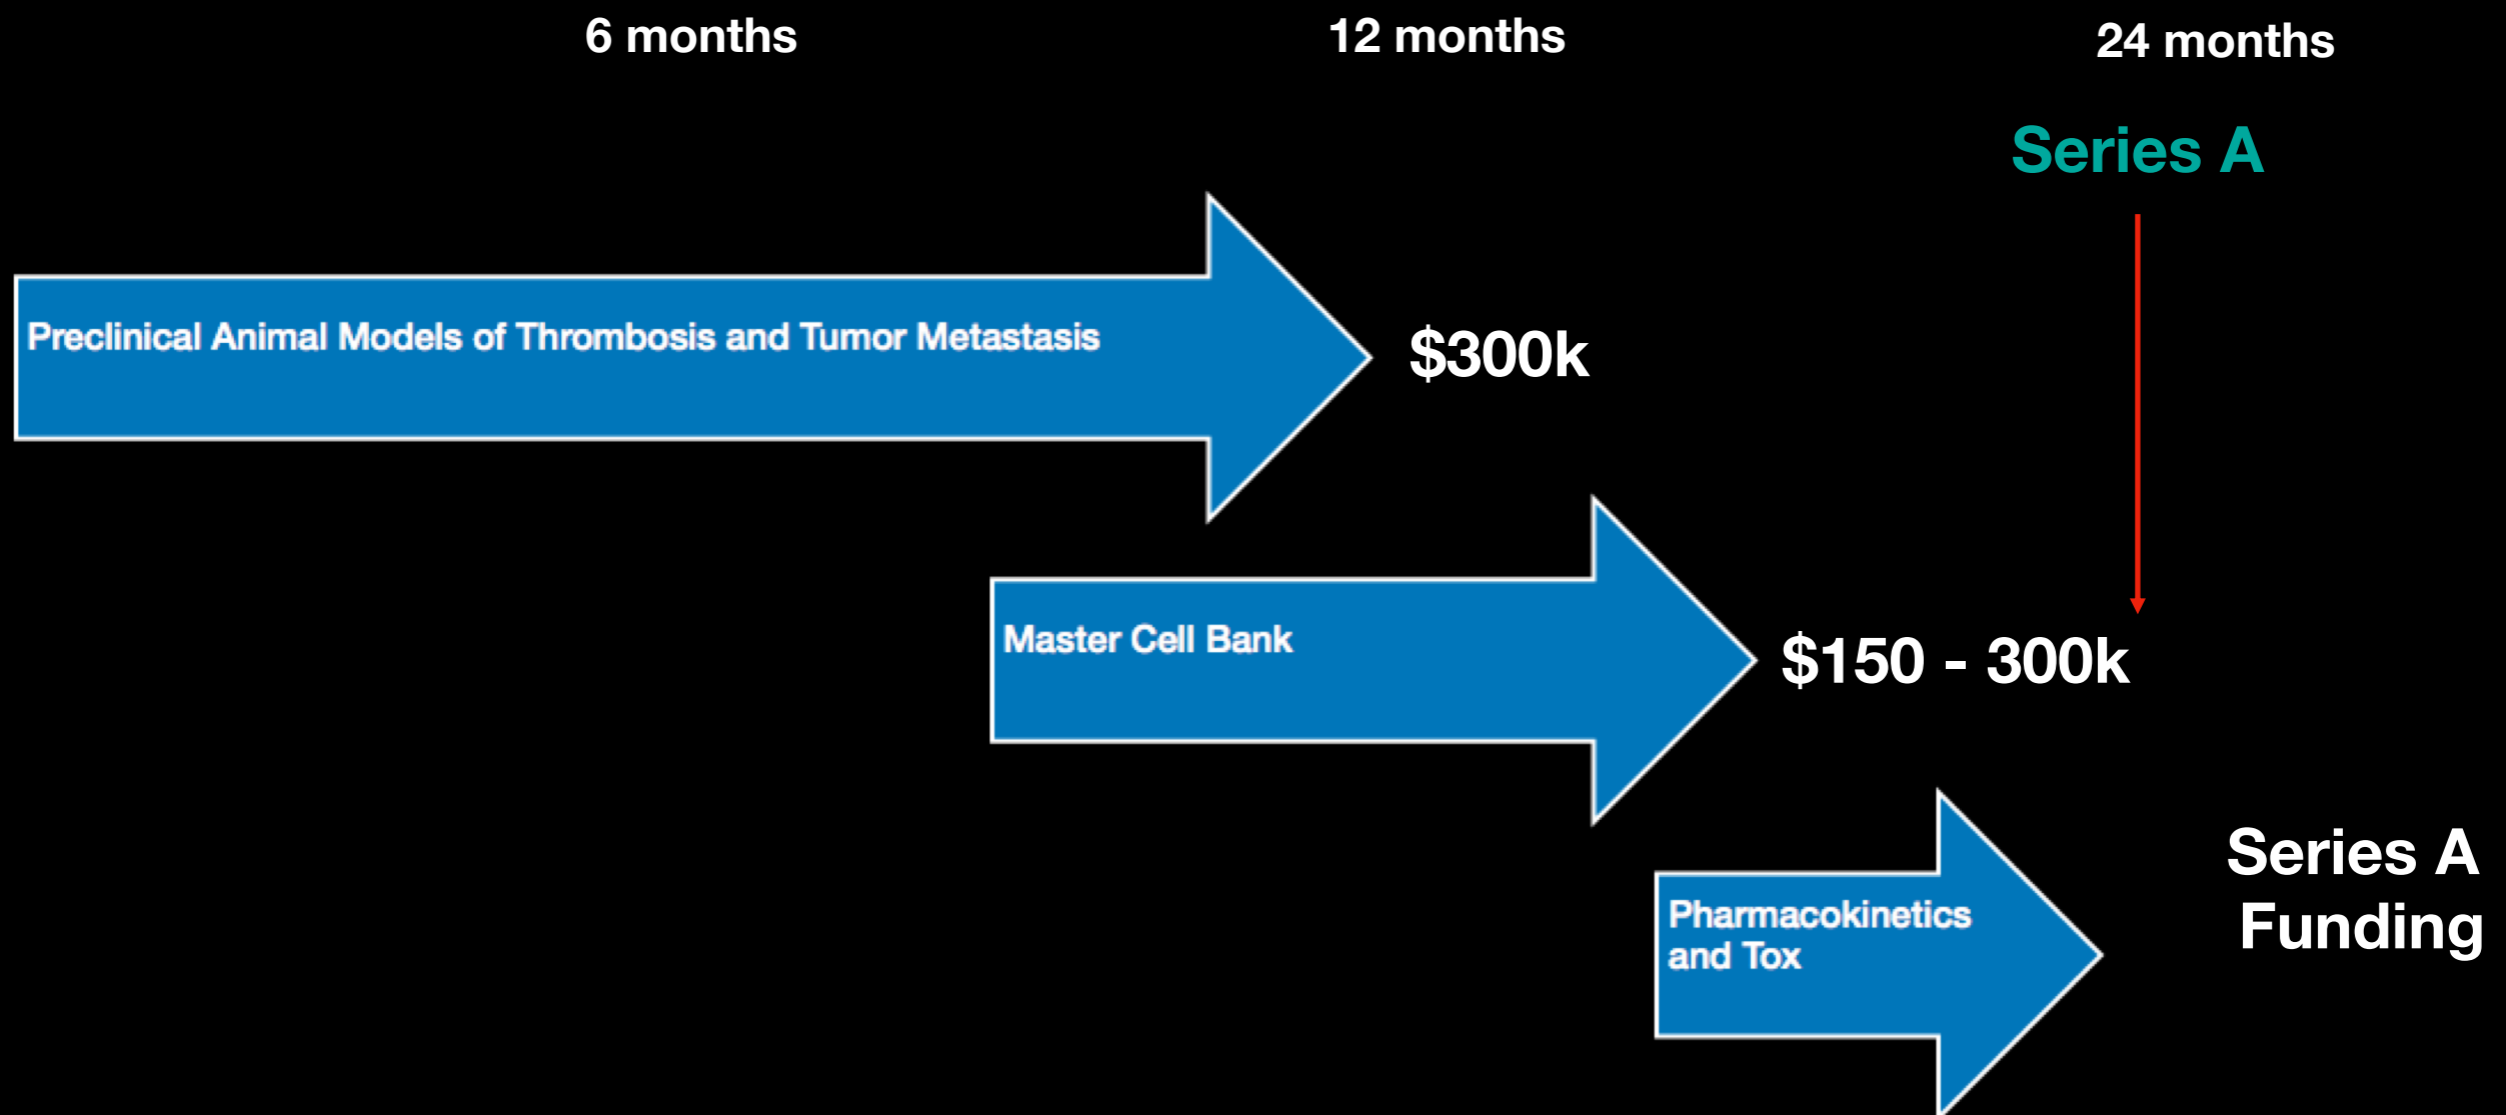 6 months
12 months
24 months
Series A
Preclinical Animal Models of Thrombosis and Tumor Metastasis
$300k
Master Cell Bank
$150 - 300k
Pharmacokinetics
and Tox
Series A
Funding